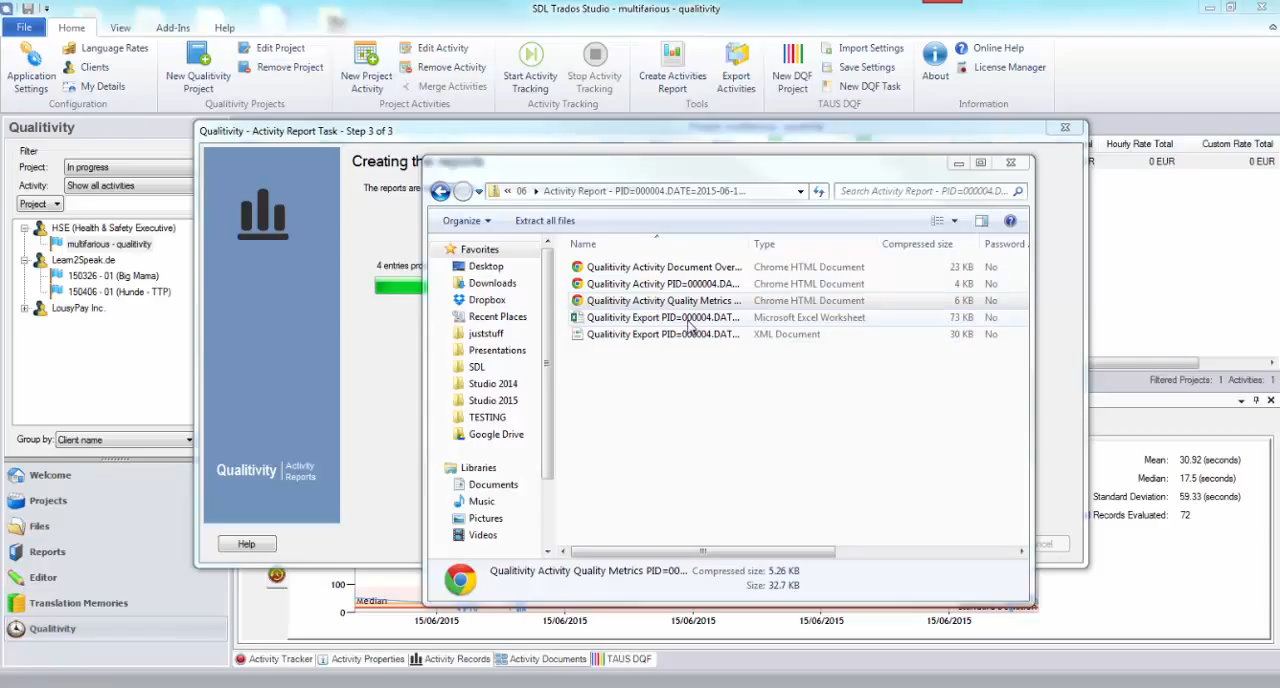 SDL Trados Studio - multifarious - qualitivity
File Home View Add-Ins Help
Application Settings
Language Rates
Clients
My Details
Configuration
New Qualitivity Project
Edit Project
Remove Project
Qualitivity Projects
New Project Activity
Edit Activity
Remove Activity
Merge Activities
Project Activities
Start Activity Tracking
Stop Activity Tracking
Activity Tracking
Create Activities Report
Export Activities
Tools
New DQF Project
Import Settings
Save Settings
New DQF Task
TAUS DQF
About
Online Help
License Manager
Information
Qualitivity
Filter
Project: In progress
Activity: Show all activities
Project
HSE (Health & Safety Executive)
multifarious - qualitivity
Learn2Speak.de
150326 - 01 (Big Mama)
150406 - 01 (Hunde - TTP)
LousyPay Inc.
Group by: Client name
Welcome
Projects
Files
Reports
Editor
Translation Memories
Qualitivity
Qualitivity - Activity Report Task - Step 3 of 3
Creating the reports
The reports are
4 entries pro
Qualitivity | Activity Reports
Help
« 06 Activity Report - PID=000004.DATE=2015-06-1...
Search Activity Report - PID=000004.D...
Organize Extract all files
Favorites
Desktop
Downloads
Dropbox
Recent Places
juststuff
Presentations
SDL
Studio 2014
Studio 2015
TESTING
Google Drive
Libraries
Documents
Music
Pictures
Videos
Name Type Compressed size Password
Qualitivity Activity Document Over... Chrome HTML Document 23 KB No
Qualitivity Activity PID=000004.DA... Chrome HTML Document 4 KB No
Qualitivity Activity Quality Metrics ... Chrome HTML Document 6 KB No
Qualitivity Export PID=000004.DAT... Microsoft Excel Worksheet 73 KB No
Qualitivity Export PID=000004.DAT... XML Document 30 KB No
Qualitivity Activity Quality Metrics PID=00... Compressed size: 5.26 KB
Size: 32.7 KB
Hourly Rate Total Custom Rate Total
0 EUR 0 EUR
Filtered Projects: 1 Activities: 1
Mean: 30.92 (seconds)
Median: 17.5 (seconds)
Standard Deviation: 59.33 (seconds)
Records Evaluated: 72
100
Median
0
15/06/2015 15/06/2015 15/06/2015 15/06/2015 15/06/2015
Activity Tracker Activity Properties Activity Records Activity Documents TAUS DQF